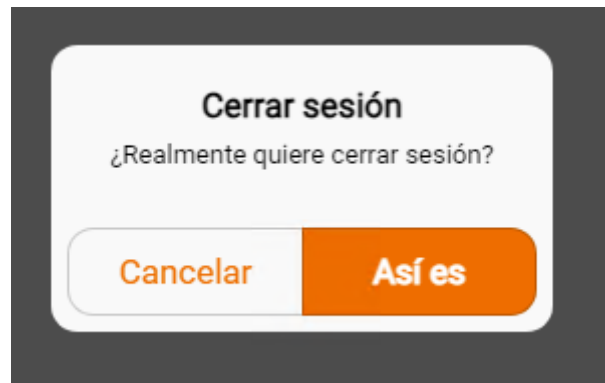 Cerrar sesión
¿Realmente quiere cerrar sesión?
Cancelar Así es